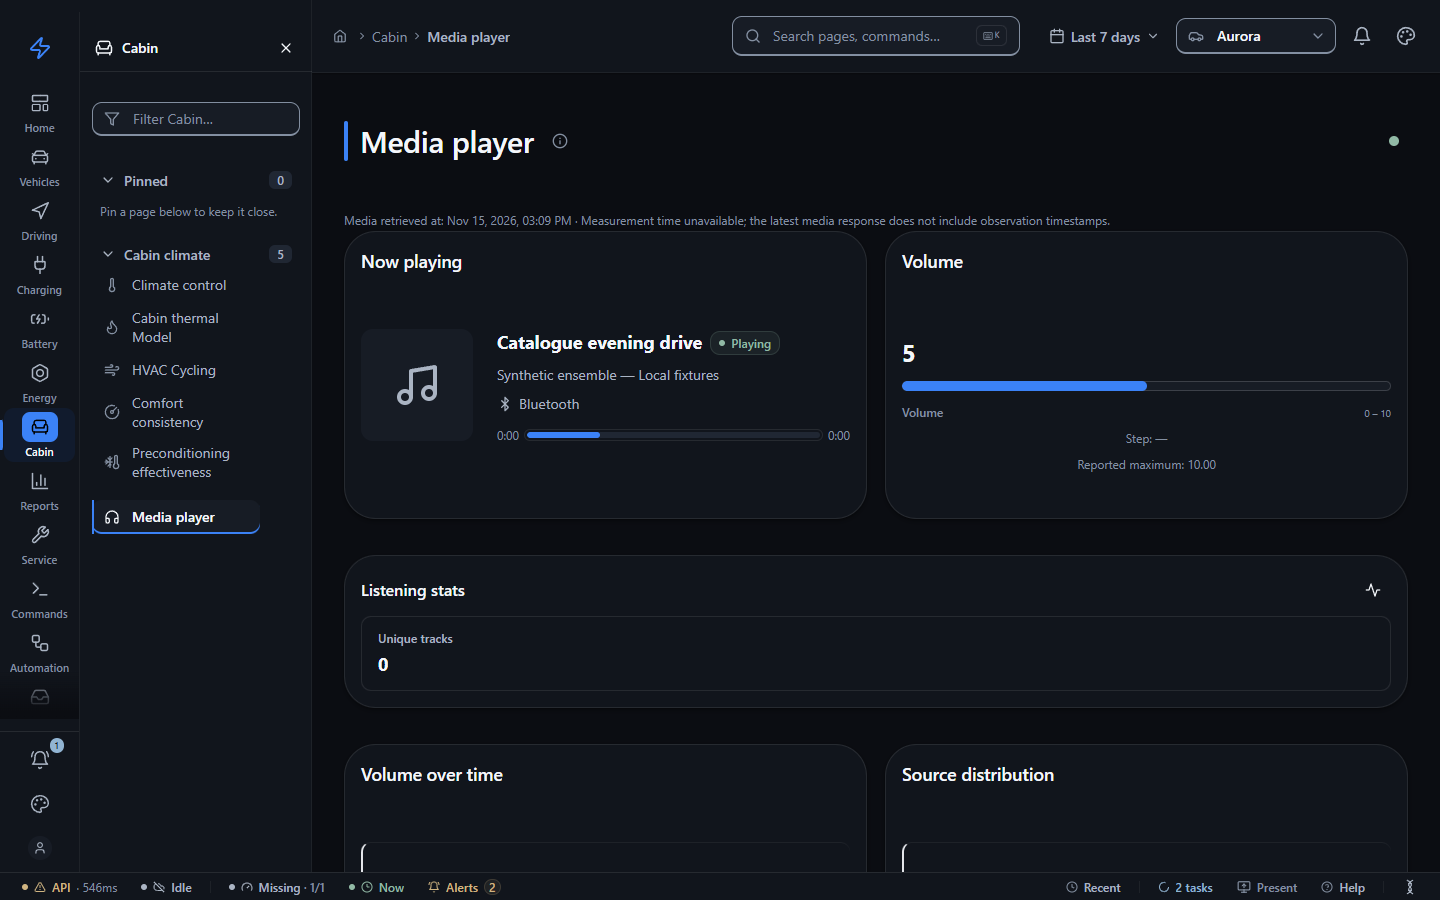 Cabin
Cabin
Media player
Search pages, commands...
K
Last 7 days
Aurora
Home
Vehicles
Driving
Charging
Battery
Energy
Cabin
Reports
Service
Commands
Automation
1
Filter Cabin...
Pinned
0
Pin a page below to keep it close.
Cabin climate
5
Climate control
Cabin thermal
Model
HVAC Cycling
Comfort
consistency
Preconditioning
effectiveness
Media player
Media player
Media retrieved at: Nov 15, 2026, 03:09 PM · Measurement time unavailable; the latest media response does not include observation timestamps.
Now playing
Catalogue evening drive
Playing
Synthetic ensemble — Local fixtures
Bluetooth
0:00
0:00
Volume
5
Volume
0 – 10
Step: —
Reported maximum: 10.00
Listening stats
Unique tracks
0
Volume over time
Source distribution
API · 546ms
Idle
Missing · 1/1
Now
Alerts 2
Recent
2 tasks
Present
Help